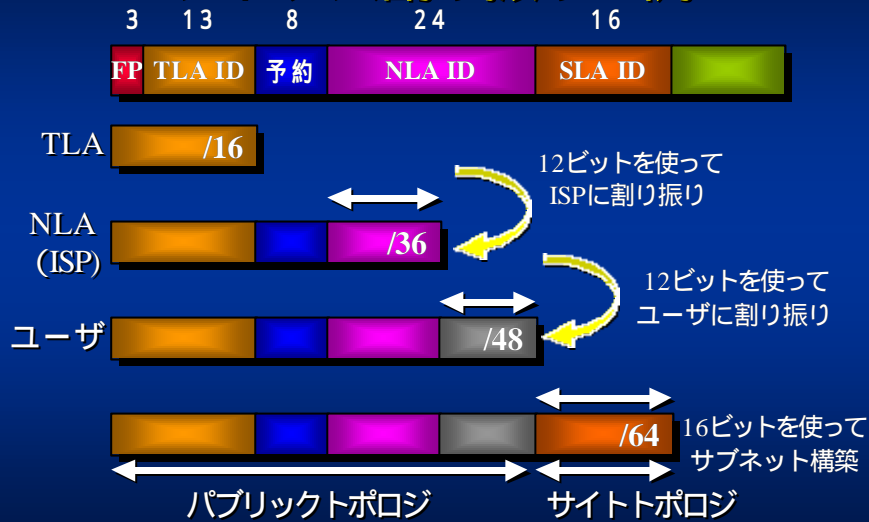 3 13 8 24 16
FP TLA ID 予約 NLA ID SLA ID
TLA /16
12ビットを使って
ISPに割り振り
NLA
(ISP)
/36
12ビットを使って
ユーザに割り振り
ユーザ /48
/64
16ビットを使って
サブネット構築
パブリックトポロジ サイトトポロジ